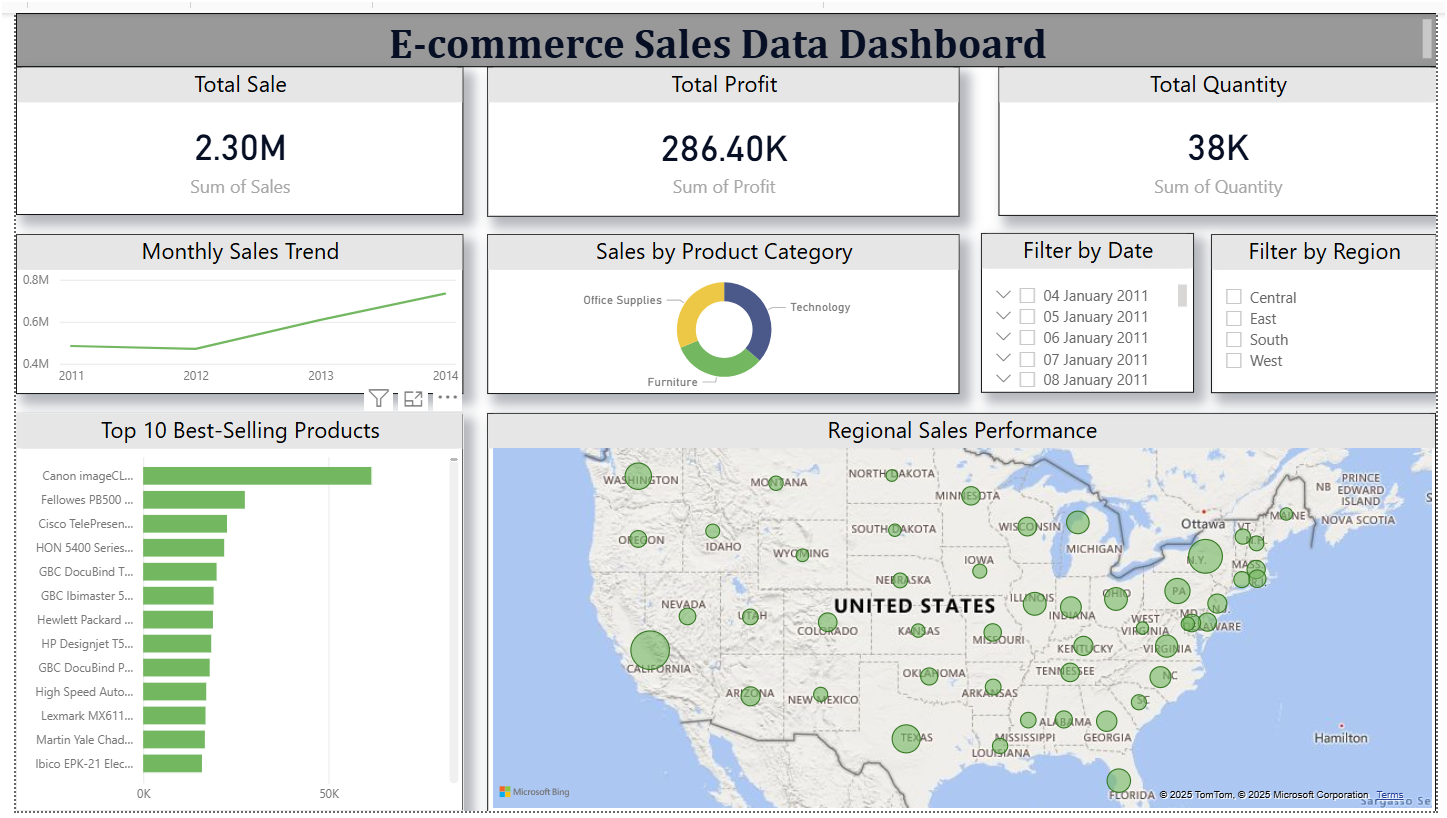 E-commerce Sales Data Dashboard
Total Sale
2.30M
Sum of Sales
Total Profit
286.40K
Sum of Profit
Total Quantity
38K
Sum of Quantity
Monthly Sales Trend
0.8M
0.6M
0.4M
2011 2012 2013 2014
Sales by Product Category
Office Supplies
Technology
Furniture
Filter by Date
04 January 2011
05 January 2011
06 January 2011
07 January 2011
08 January 2011
Filter by Region
Central
East
South
West
Top 10 Best-Selling Products
Canon imageCL...
Fellowes PB500 ...
Cisco TelePresen...
HON 5400 Series...
GBC DocuBind T...
GBC Ibimaster 5...
Hewlett Packard ...
HP Designjet T5...
GBC DocuBind P...
High Speed Auto...
Lexmark MX611...
Martin Yale Chad...
Ibico EPK-21 Elec...
0K 50K
Regional Sales Performance
WASHINGTON
MONTANA
NORTH DAKOTA
MINNESOTA
NB
PRINCE
EDWARD
ISLAND
NOVA SCOTIA
MAINE
Ottawa
VT.
N.H.
OREGON
IDAHO
SOUTH DAKOTA
WISCONSIN
MICHIGAN
WYOMING
IOWA
N.Y.
MASS.
NEBRASKA
UNITED STATES
ILLINOIS
INDIANA
OHIO
PA
N.J.
NEVADA
UTAH
COLORADO
KANSAS
MISSOURI
WEST
VIRGINIA
MD.
DELAWARE
KENTUCKY
VIRGINIA
CALIFORNIA
OKLAHOMA
TENNESSEE
NC
ARIZONA
NEW MEXICO
ARKANSAS
SC
ALABAMA
TEXAS
MISSISSIPPI
GEORGIA
LOUISIANA
Hamilton
FLORIDA
Microsoft Bing
© 2025 TomTom, © 2025 Microsoft Corporation Terms
Sargasso Se